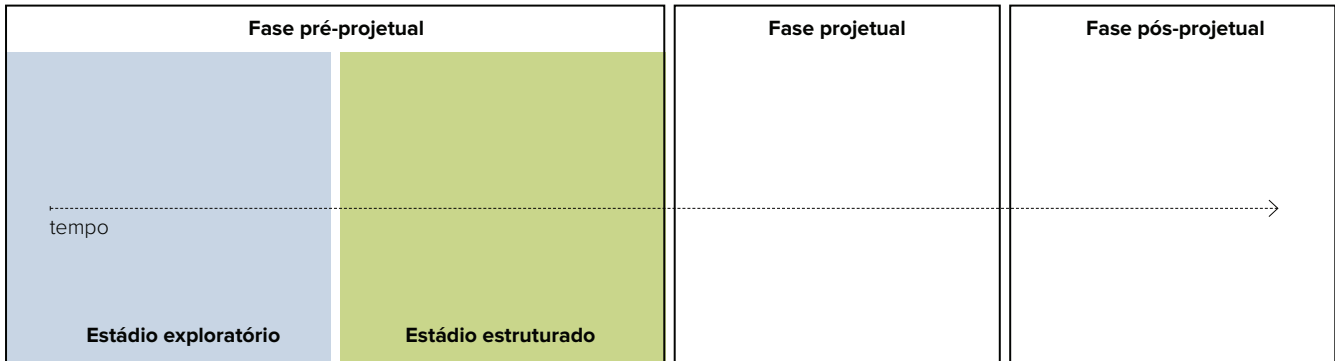 Fase pré-projetual
Fase projetual
Fase pós-projetual
tempo
Estádio exploratório
Estádio estruturado